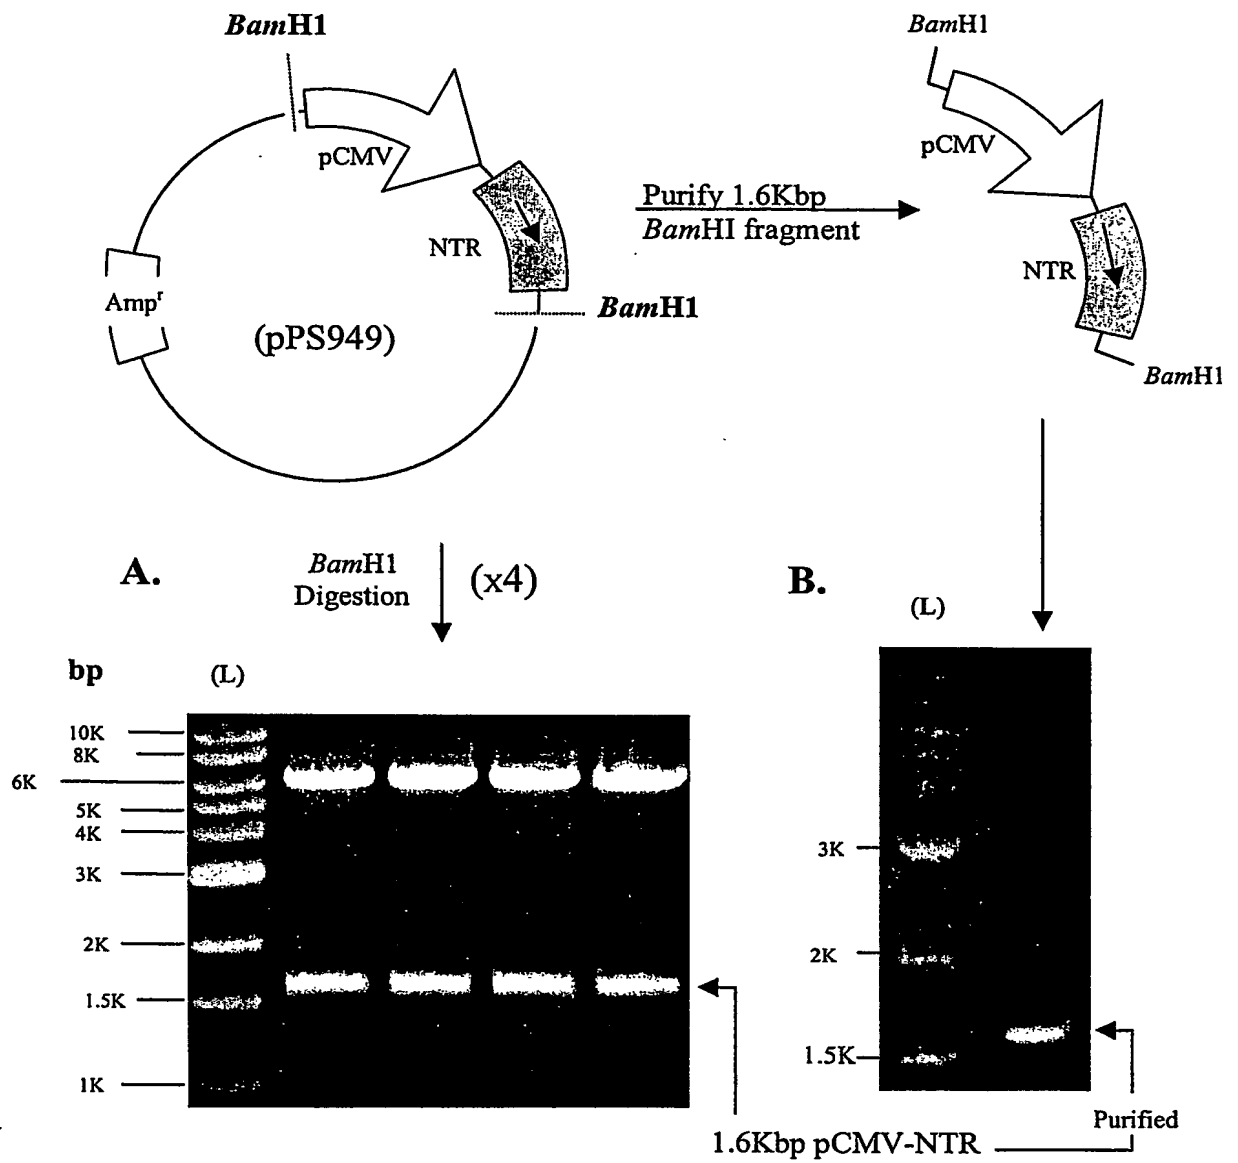 BamH1
BamH1
pCMV
pCMV
Purify 1.6Kbp
BamHI fragment
NTR
NTR
Ampʳ
(pPS949)
BamH1
BamH1
A.
BamH1
Digestion
(x4)
B.
(L)
bp
(L)
10K
8K
6K
5K
4K
3K
2K
1.5K
1K
3K
2K
1.5K
Purified
1.6Kbp pCMV-NTR